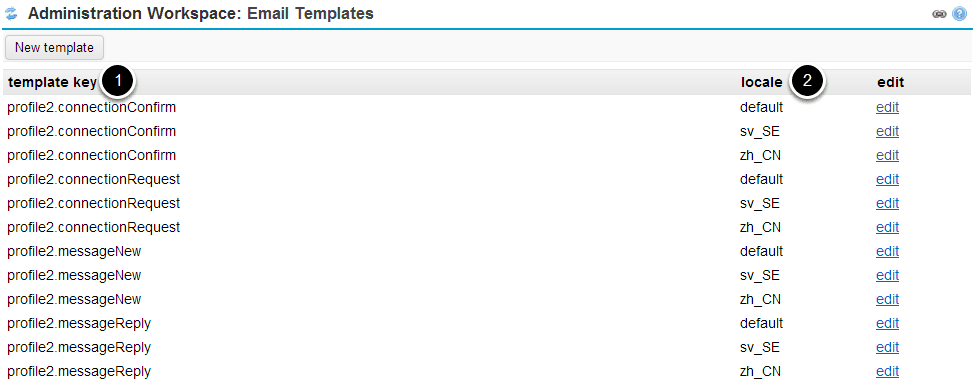 Administration Workspace: Email Templates
New template
template key 1 locale 2 edit
profile2.connectionConfirm default edit
profile2.connectionConfirm sv_SE edit
profile2.connectionConfirm zh_CN edit
profile2.connectionRequest default edit
profile2.connectionRequest sv_SE edit
profile2.connectionRequest zh_CN edit
profile2.messageNew default edit
profile2.messageNew sv_SE edit
profile2.messageNew zh_CN edit
profile2.messageReply default edit
profile2.messageReply sv_SE edit
profile2.messageReply zh_CN edit